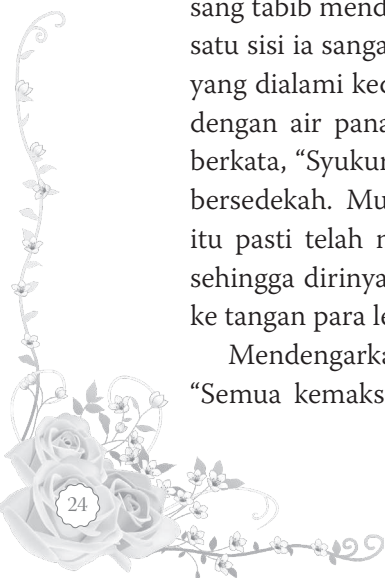 sang tabib mend
satu sisi ia sanga
yang dialami kec
dengan air pana
berkata, “Syukur
bersedekah. Mu
itu pasti telah n
sehingga dirinya
ke tangan para le
Mendengarka
“Semua kemaks
24